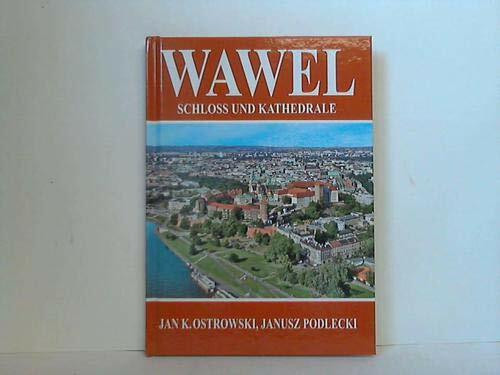 WAWEL
SCHLOSS UND KATHEDRALE
JAN K. OSTROWSKI, JANUSZ PODLECKI